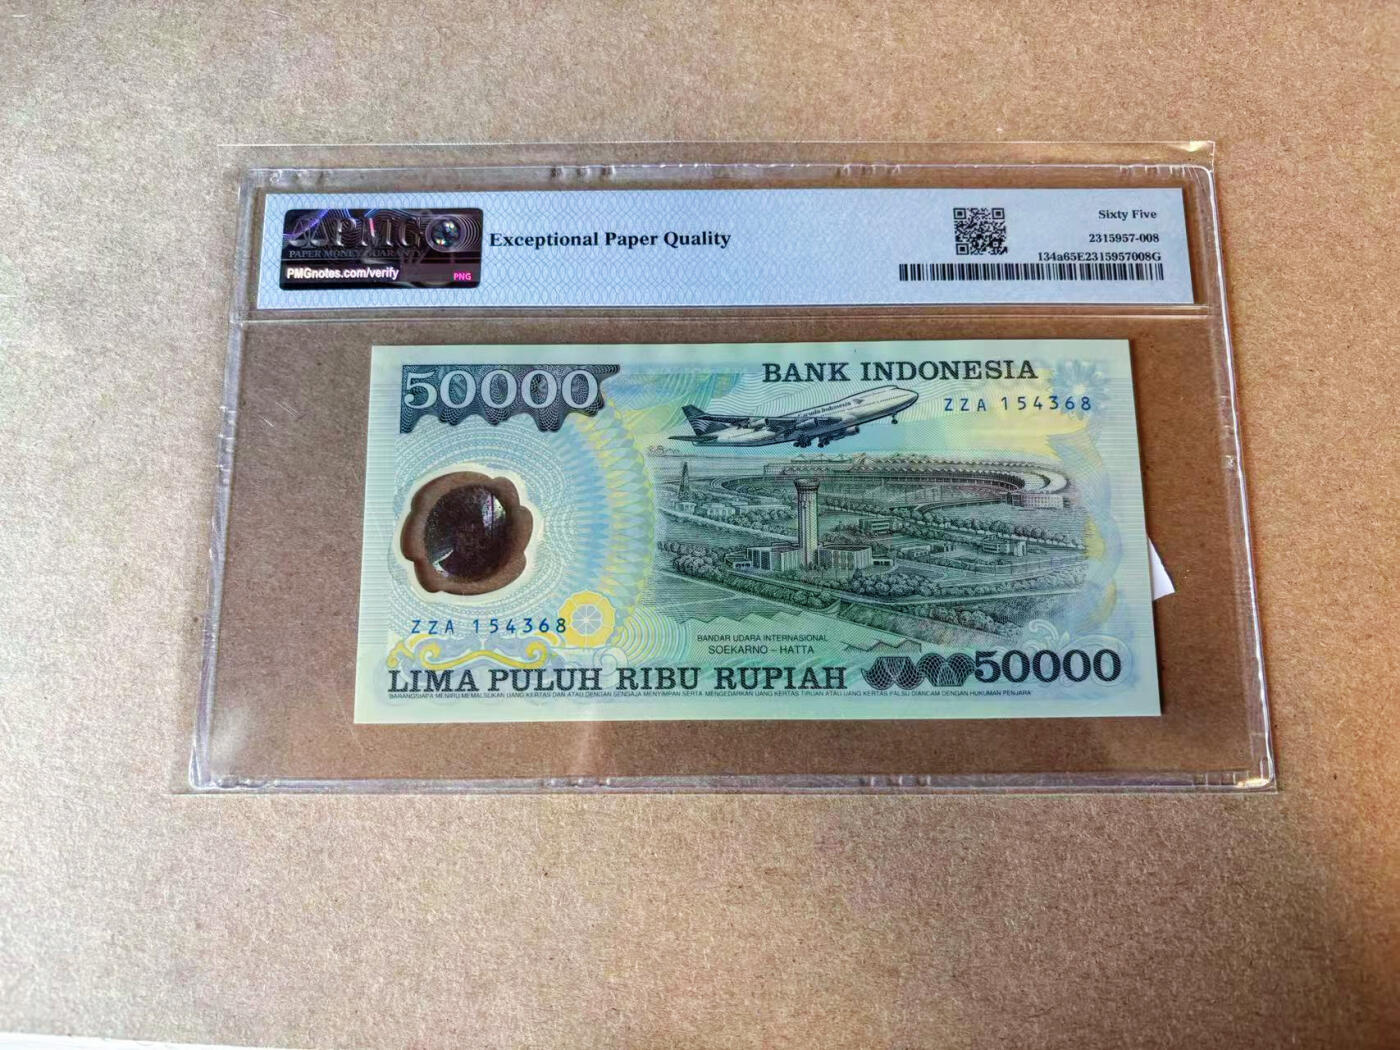 PMG
PAPER MONEY GUARANTY
PMGnotes.com/verify
PNG
Exceptional Paper Quality
Sixty Five
2315957-008
134a65E2315957008G
50000
BANK INDONESIA
Garuda Indonesia
ZZA 154368
ZZA 154368
BANDAR UDARA INTERNASIONAL
SOEKARNO – HATTA
LIMA PULUH RIBU RUPIAH
50000
BARANGSIAPA MENIRU MEMALSUKAN UANG KERTAS DAN ATAU DENGAN SENGAJA MENYIMPAN SERTA MENGEDARKAN UANG KERTAS TIRUAN ATAU UANG KERTAS PALSU DIANCAM DENGAN HUKUMAN PENJARA